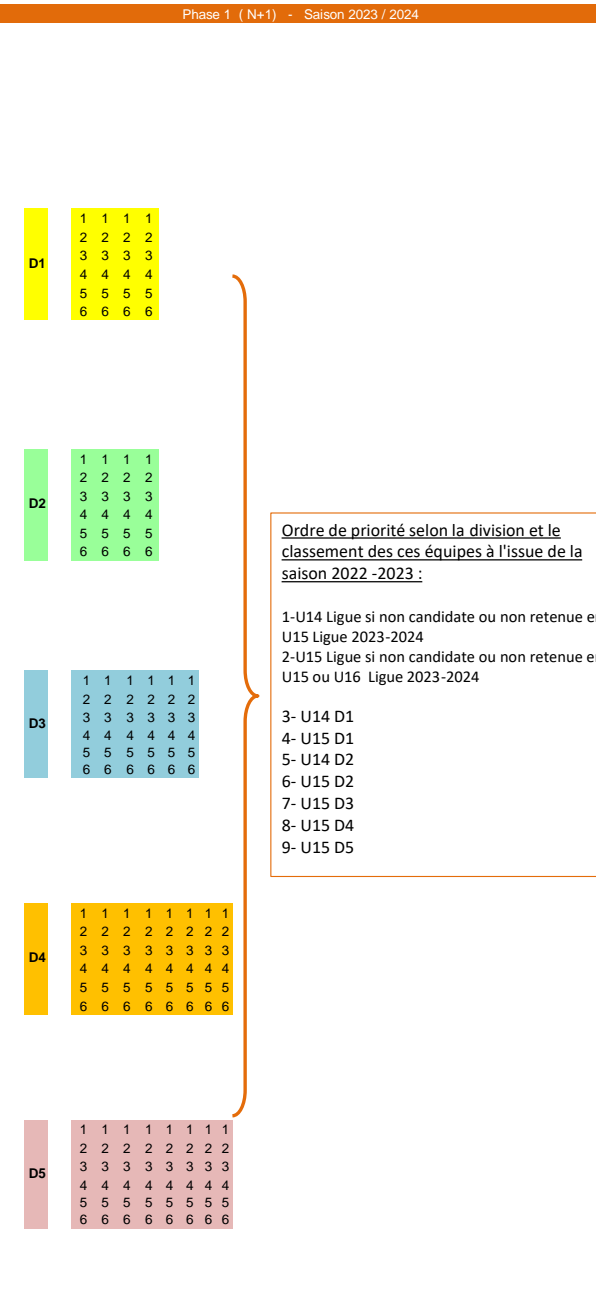 Phase 1 ( N+1) - Saison 2023 / 2024
D1
1 1 1 1
2 2 2 2
3 3 3 3
4 4 4 4
5 5 5 5
6 6 6 6
D2
1 1 1 1
2 2 2 2
3 3 3 3
4 4 4 4
5 5 5 5
6 6 6 6
Ordre de priorité selon la division et le
classement des ces équipes à l'issue de la
saison 2022 -2023 :
1-U14 Ligue si non candidate ou non retenue e
U15 Ligue 2023-2024
2-U15 Ligue si non candidate ou non retenue e
U15 ou U16 Ligue 2023-2024
3- U14 D1
4- U15 D1
5- U14 D2
6- U15 D2
7- U15 D3
8- U15 D4
9- U15 D5
D3
1 1 1 1 1 1
2 2 2 2 2 2
3 3 3 3 3 3
4 4 4 4 4 4
5 5 5 5 5 5
6 6 6 6 6 6
D4
1 1 1 1 1 1 1 1
2 2 2 2 2 2 2 2
3 3 3 3 3 3 3 3
4 4 4 4 4 4 4 4
5 5 5 5 5 5 5 5
6 6 6 6 6 6 6 6
D5
1 1 1 1 1 1 1 1
2 2 2 2 2 2 2 2
3 3 3 3 3 3 3 3
4 4 4 4 4 4 4 4
5 5 5 5 5 5 5 5
6 6 6 6 6 6 6 6